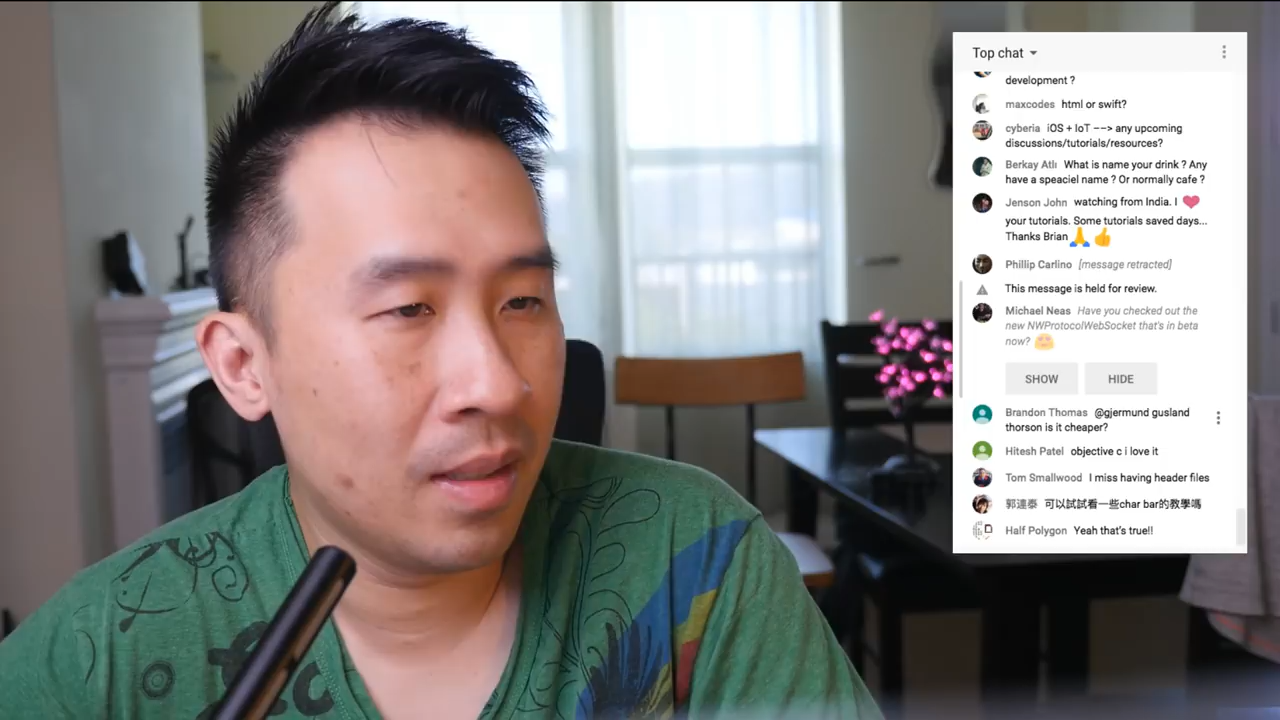 Top chat
development ?
maxcodes html or swift?
cyberia iOS + IoT --> any upcoming
discussions/tutorials/resources?
Berkay Atlı What is name your drink ? Any
have a speaciel name ? Or normally cafe ?
Jenson John watching from India. I ❤
your tutorials. Some tutorials saved days...
Thanks Brian 🙏 👍
Phillip Carlino [message retracted]
This message is held for review.
Michael Neas Have you checked out the
new NWProtocolWebSocket that's in beta
now?
SHOW HIDE
Brandon Thomas @gjermund gusland
thorson is it cheaper?
Hitesh Patel objective c i love it
Tom Smallwood I miss having header files
郭達泰 可以試試看一些char bar的教學嗎
Half Polygon Yeah that's true!!